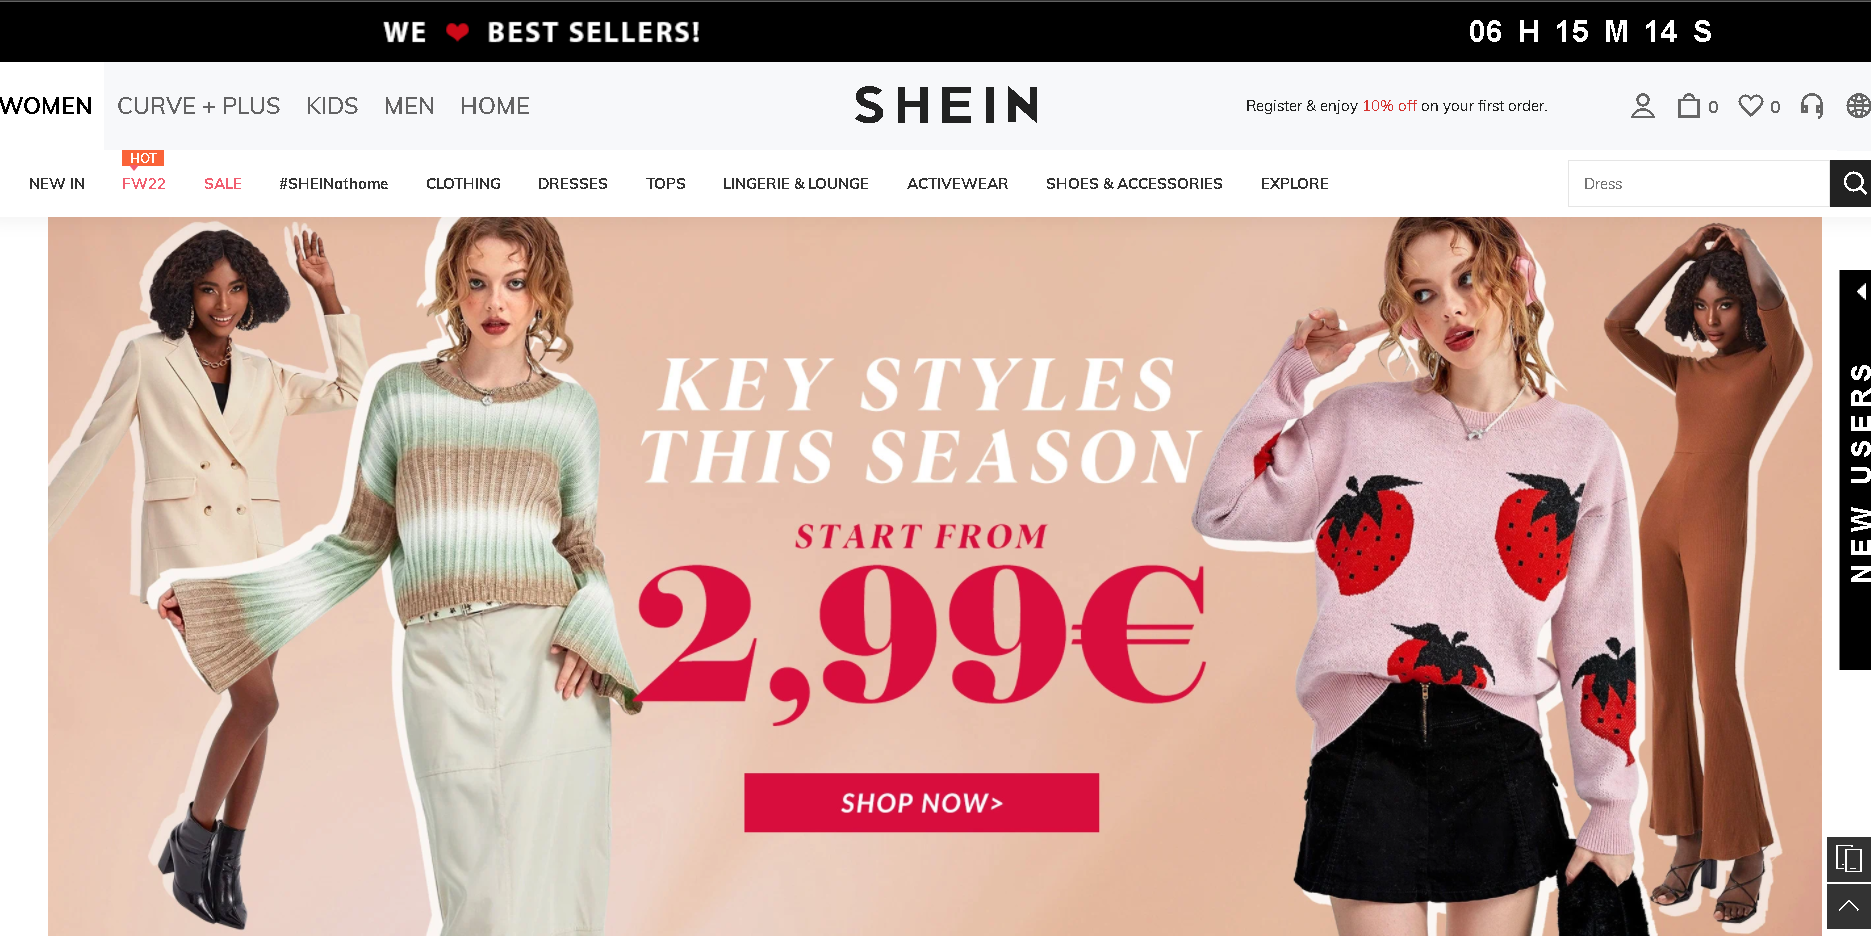 WE ❤ BEST SELLERS!
06 H 15 M 14 S
WOMEN CURVE + PLUS KIDS MEN HOME
SHEIN
Register & enjoy 10% off on your first order.
0
0
HOT
NEW IN FW22 SALE #SHEINathome CLOTHING DRESSES TOPS LINGERIE & LOUNGE ACTIVEWEAR SHOES & ACCESSORIES EXPLORE
Dress
KEY STYLES
THIS SEASON
START FROM
2,99€
SHOP NOW>
NEW USERS